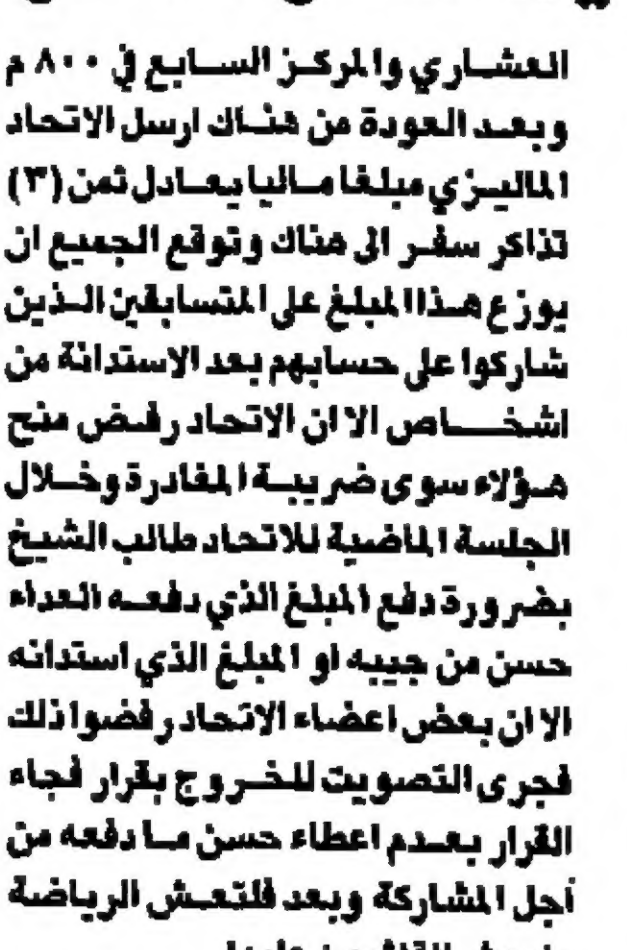 العشاري والمركز السابع في ٨٠٠ م
وبعد العودة من هناك ارسل الاتحاد
الماليزي مبلغا ماليا يعادل ثمن (٣)
تذاكر سفر الى هناك وتوقع الجميع ان
يوزع هذا المبلغ على المتسابقين الذين
شاركوا على حسابهم بعد الاستدانة من
اشخاص الا ان الاتحاد رفض منح
هؤلاء سوى ضريبة المغادرة وخلال
الجلسة الماضية للاتحاد طالب الشيخ
بضرورة دفع المبلغ الذي دفعه العداء
حسن من جيبه او المبلغ الذي استدانه
الا ان بعض اعضاء الاتحاد رفضوا ذلك
فجرى التصويت للخروج بقرار فجاء
القرار بعدم اعطاء حسن ما دفعه من
أجل المشاركة وبعد فلتعش الرياضة